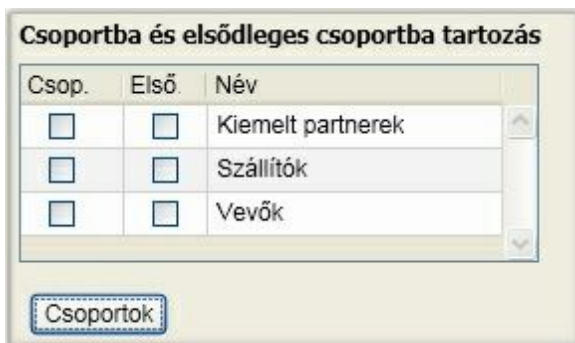 Csoportba és elsődleges csoportba tartozás
Csop. Első. Név
Kiemelt partnerek
Szállítók
Vevők
Csoportok